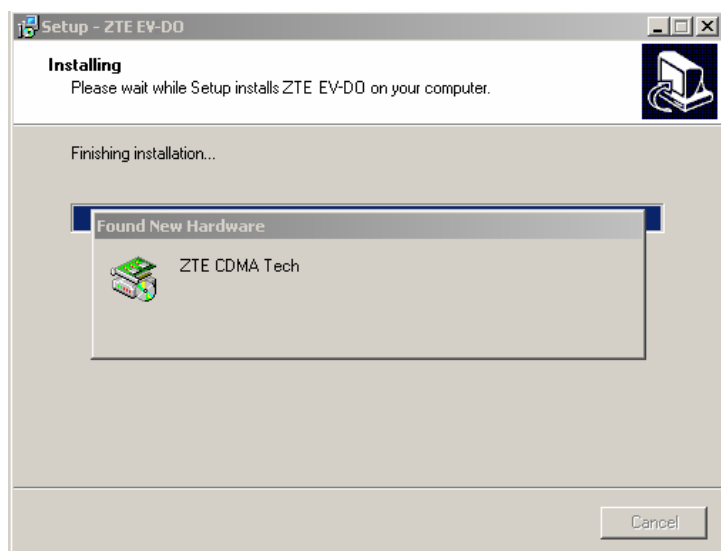 Setup - ZTE EV-DO
Installing
Please wait while Setup installs ZTE EV-DO on your computer.
Finishing installation...
Found New Hardware
ZTE CDMA Tech
Cancel